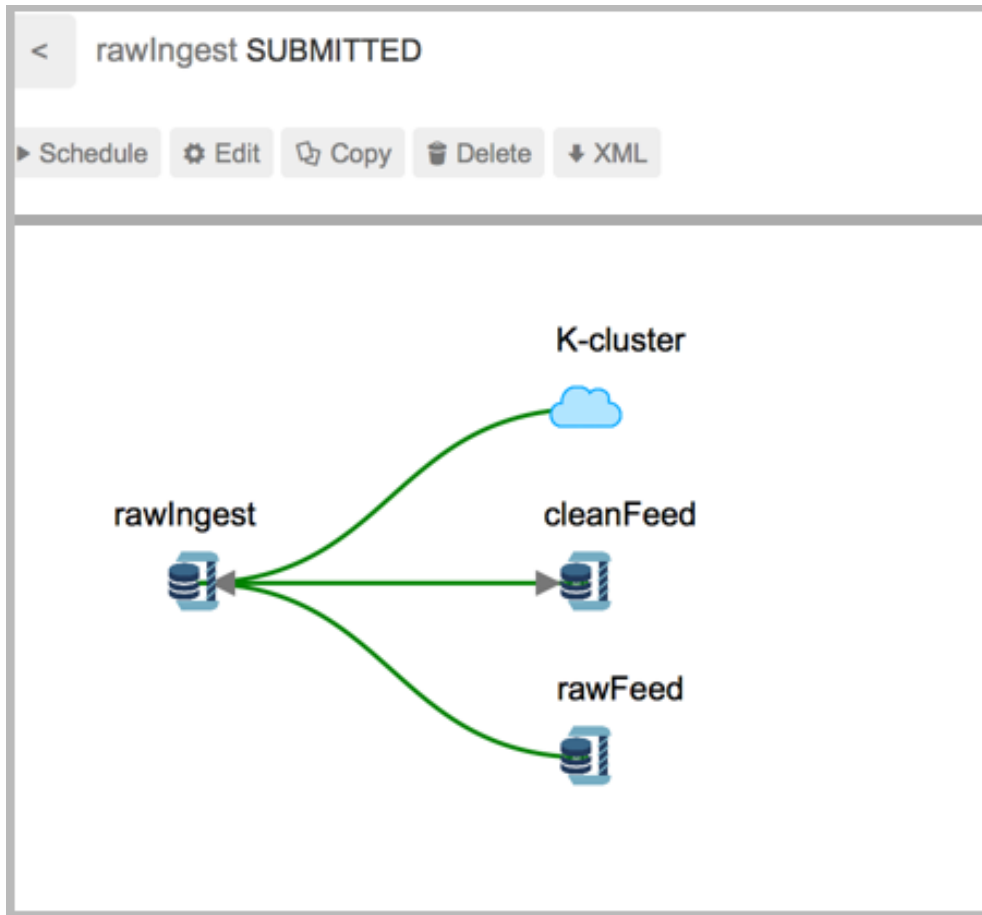 < rawIngest SUBMITTED
Schedule Edit Copy Delete XML
K-cluster
rawIngest cleanFeed
rawFeed